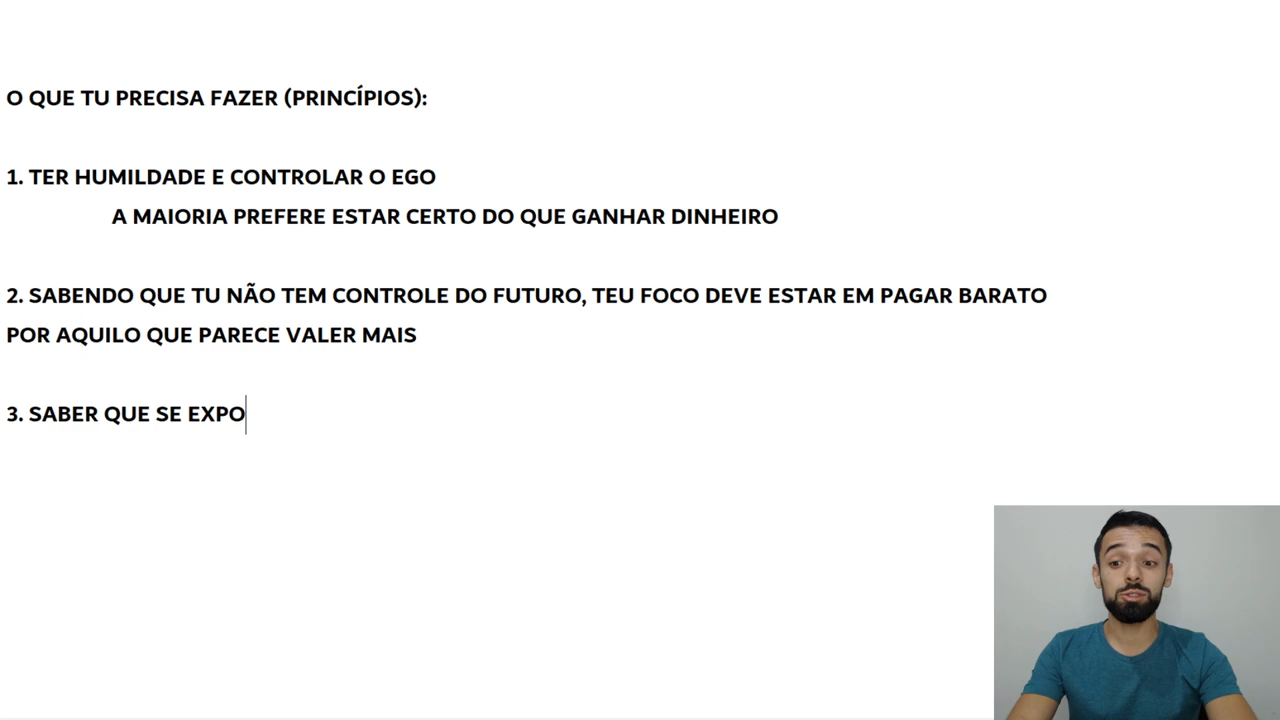 O QUE TU PRECISA FAZER (PRINCÍPIOS):
1. TER HUMILDADE E CONTROLAR O EGO
A MAIORIA PREFERE ESTAR CERTO DO QUE GANHAR DINHEIRO
2. SABENDO QUE TU NÃO TEM CONTROLE DO FUTURO, TEU FOCO DEVE ESTAR EM PAGAR BARATO
POR AQUILO QUE PARECE VALER MAIS
3. SABER QUE SE EXPO